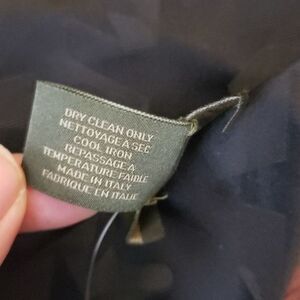 DRY CLEAN ONLY
NETTOYAGE A SEC
COOL IRON
REPASSAGE A
TEMPERATURE FAIBLE
MADE IN ITALY
FABRIQUE EN ITALIE